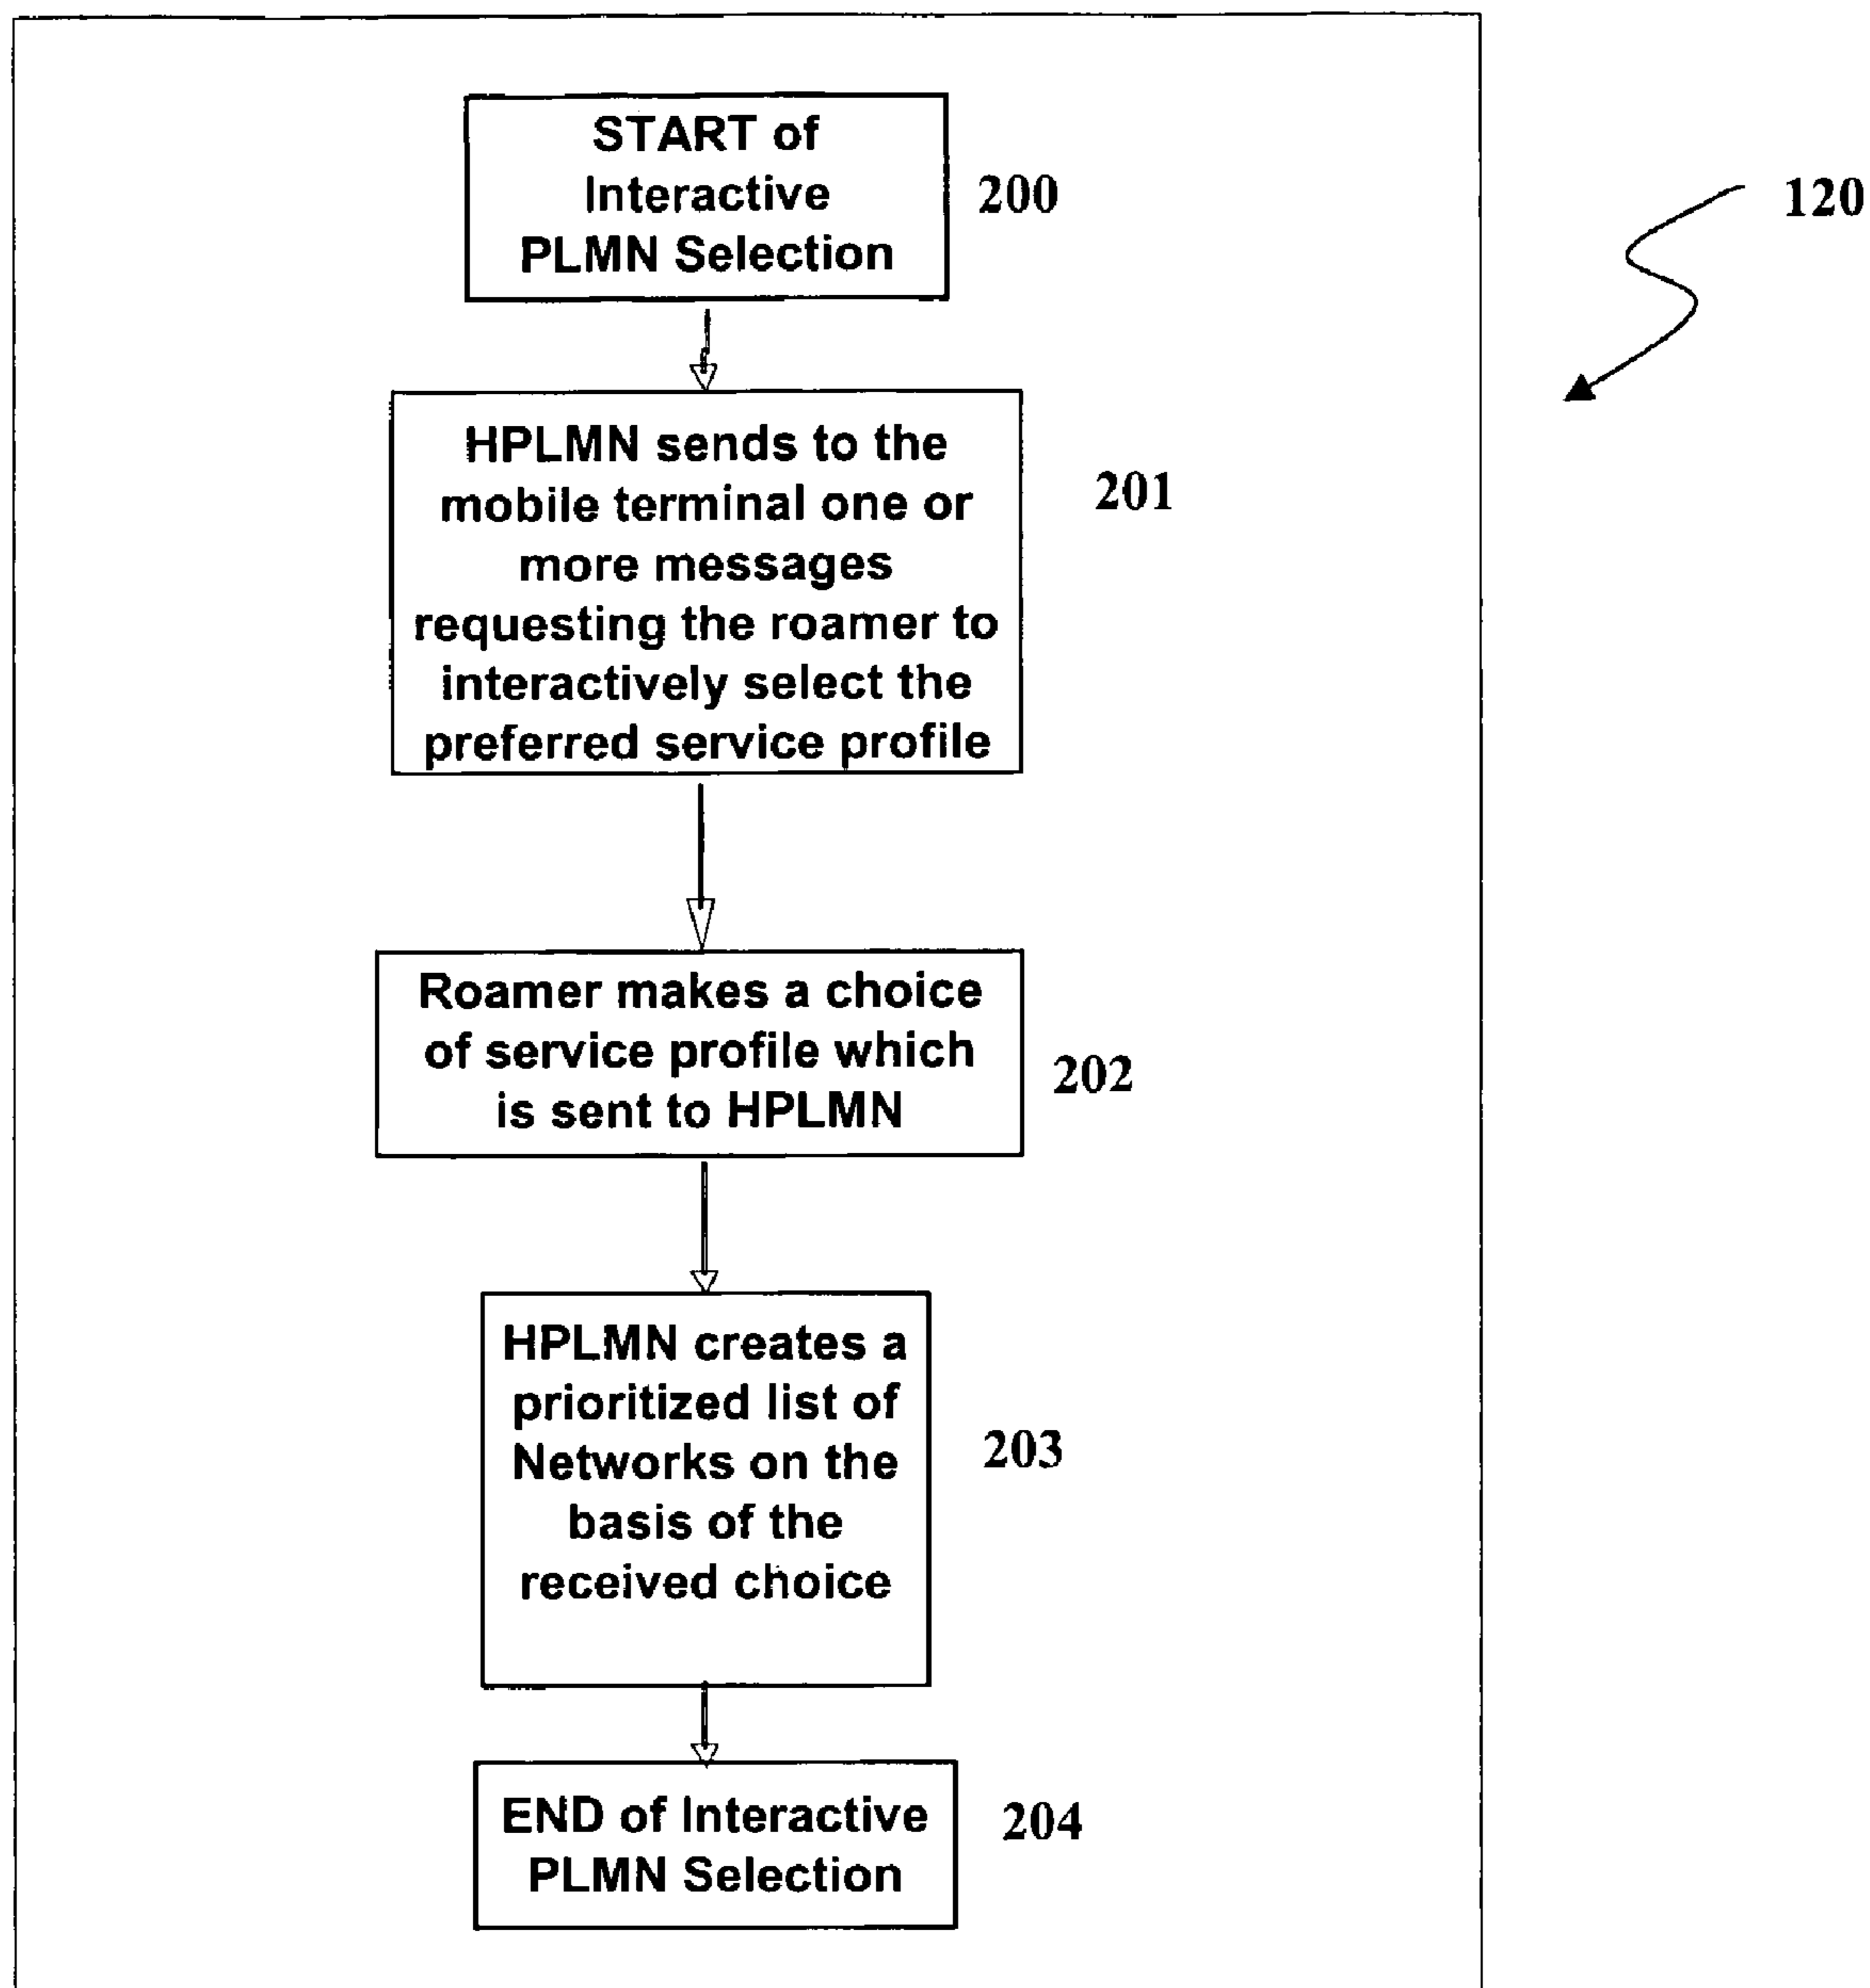 START of
Interactive
PLMN Selection
200
120
HPLMN sends to the
mobile terminal one or
more messages
requesting the roamer to
interactively select the
preferred service profile
201
Roamer makes a choice
of service profile which
is sent to HPLMN
202
HPLMN creates a
prioritized list of
Networks on the
basis of the
received choice
203
END of Interactive
PLMN Selection
204